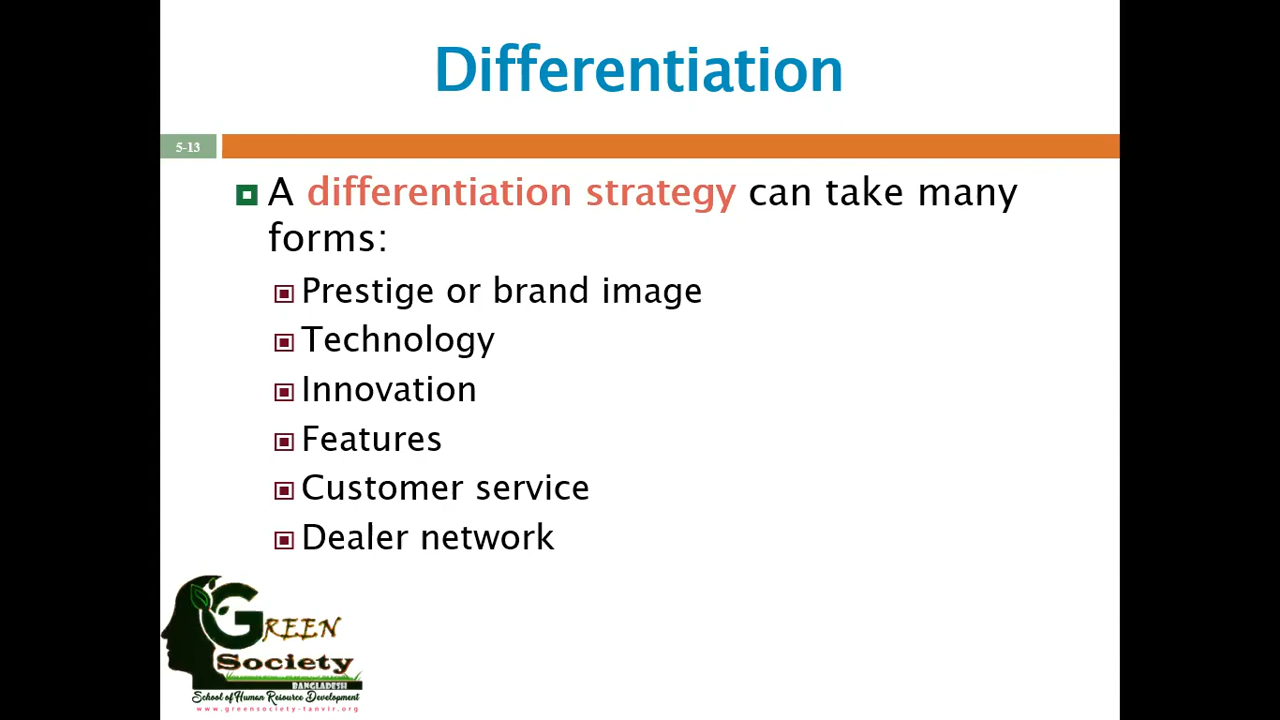 Differentiation
5-13
A differentiation strategy can take many
forms:
Prestige or brand image
Technology
Innovation
Features
Customer service
Dealer network
GREEN
Society
BANGLADESH
School of Human Resource Development
www.greensociety-tanvir.org